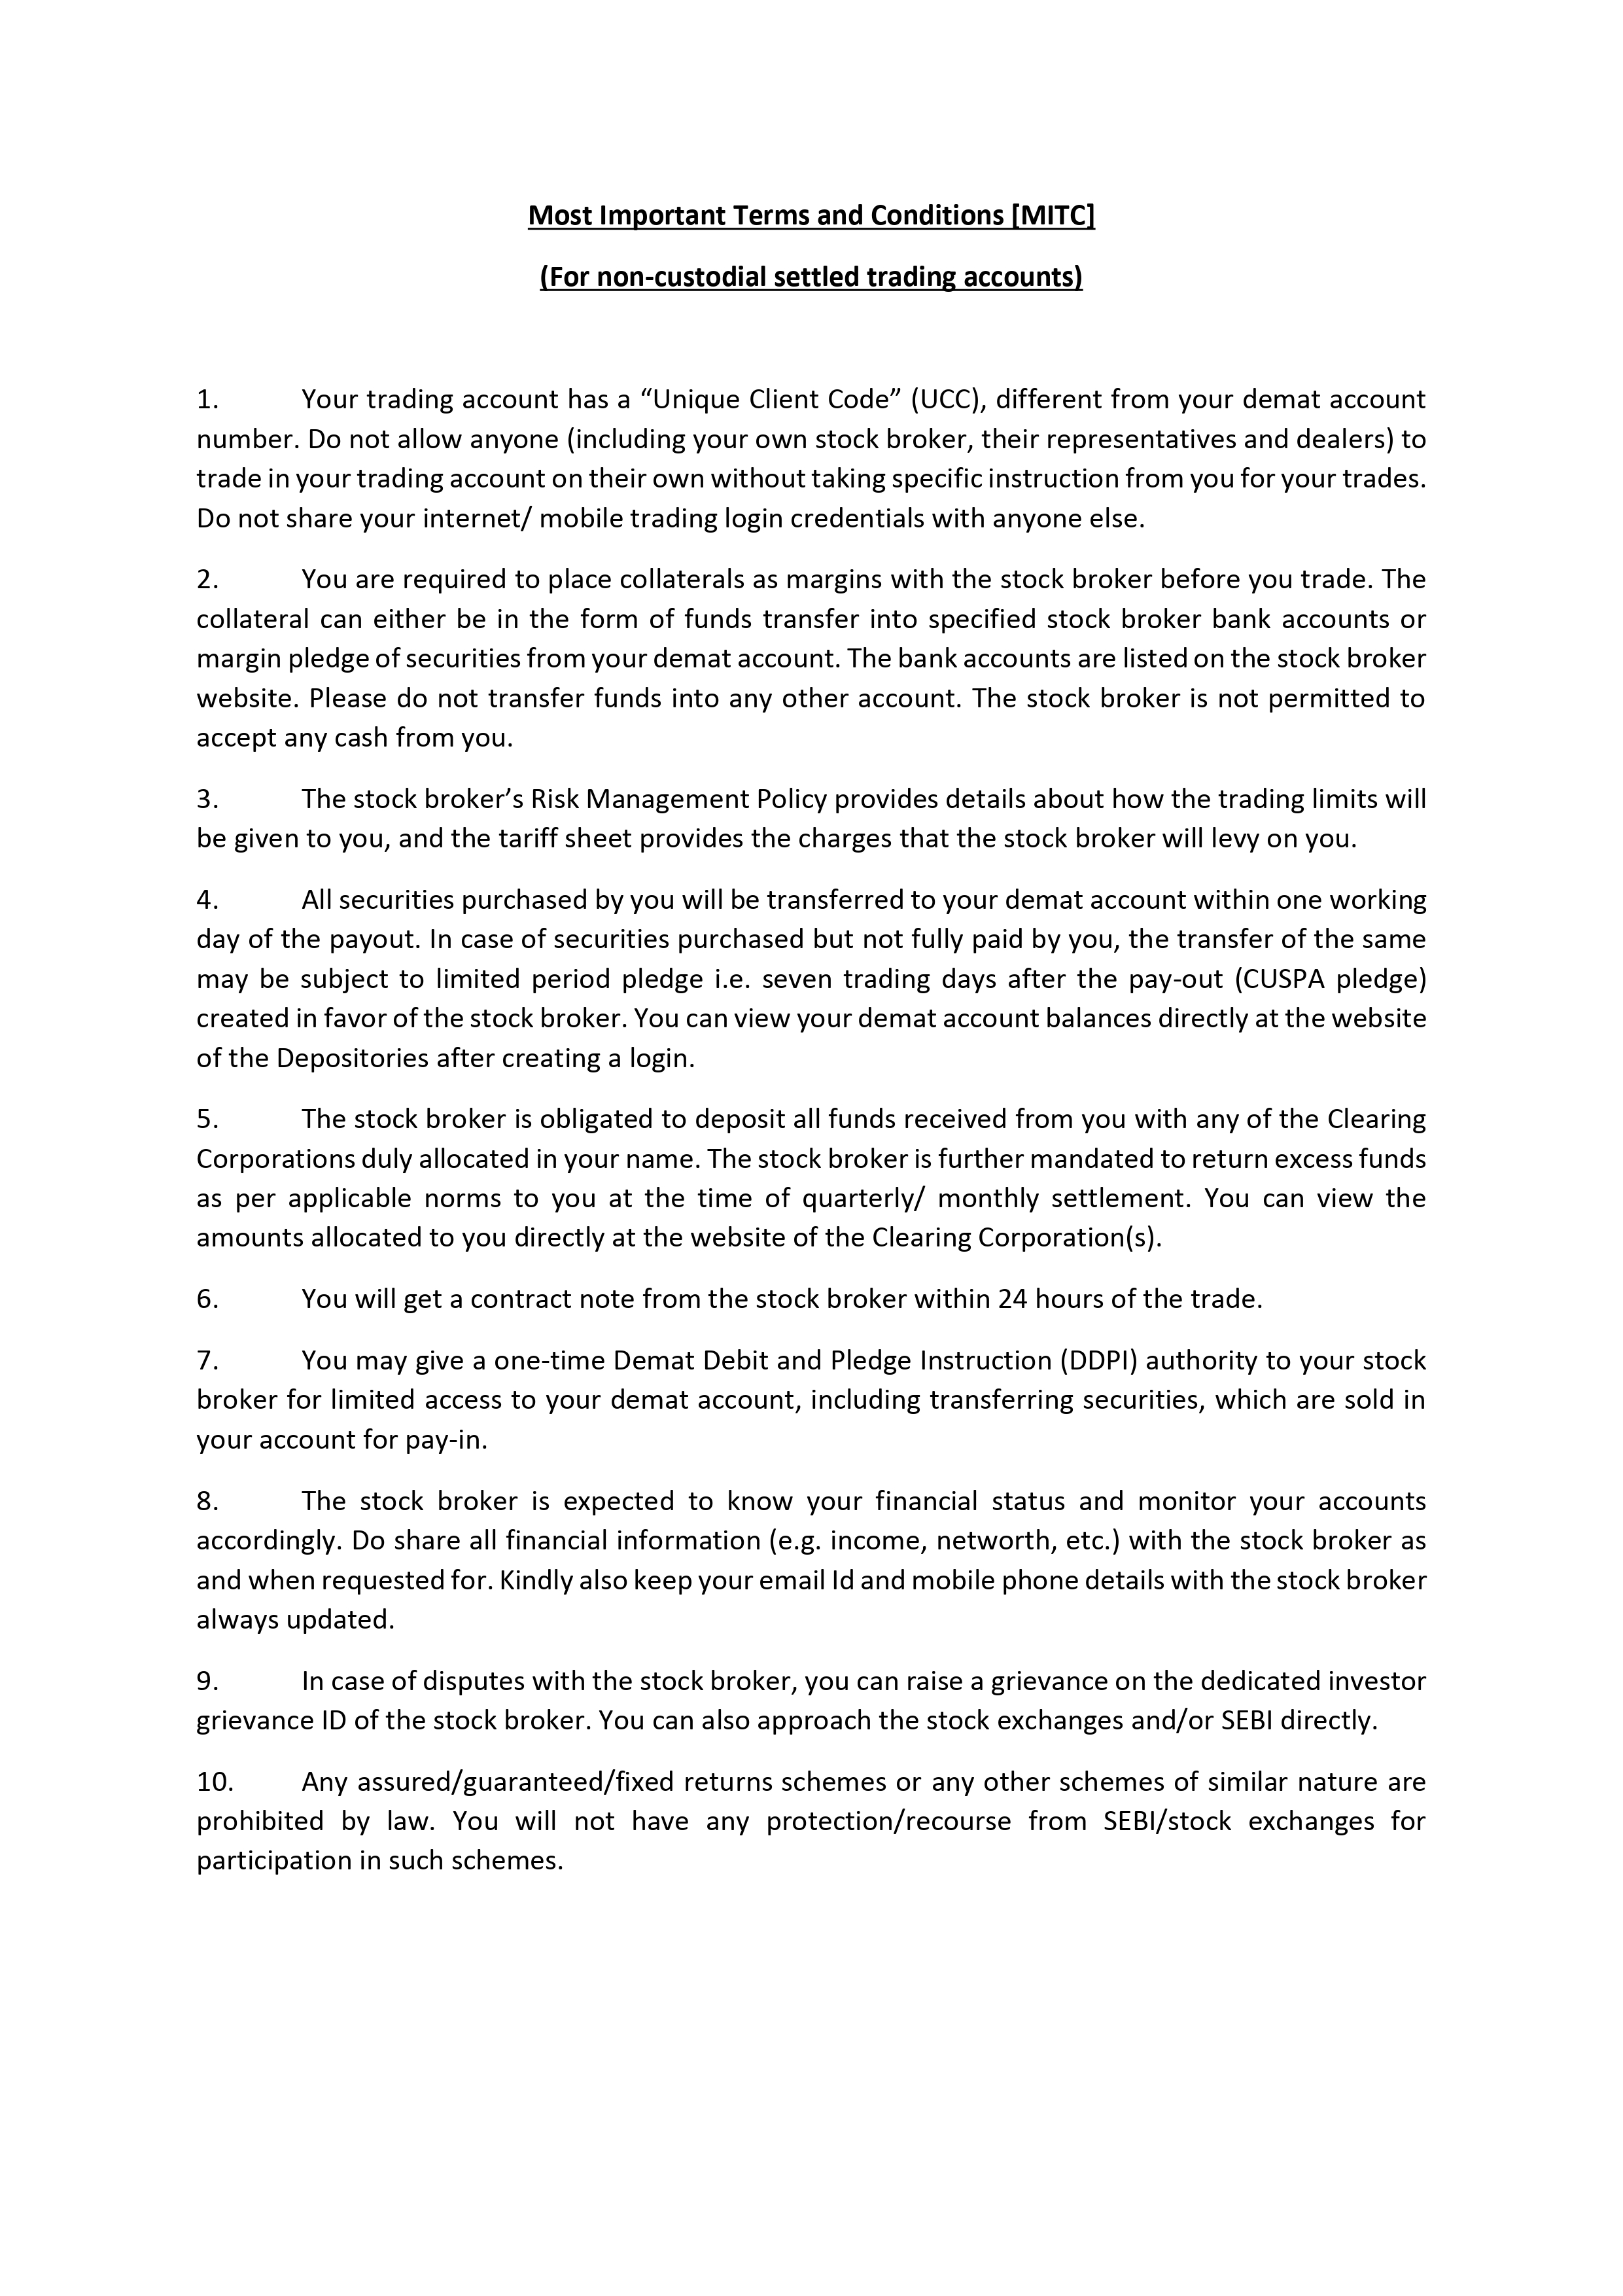 Most Important Terms and Conditions [MITC]
(For non-custodial settled trading accounts)
1. Your trading account has a “Unique Client Code” (UCC), different from your demat account
number. Do not allow anyone (including your own stock broker, their representatives and dealers) to
trade in your trading account on their own without taking specific instruction from you for your trades.
Do not share your internet/ mobile trading login credentials with anyone else.
2. You are required to place collaterals as margins with the stock broker before you trade. The
collateral can either be in the form of funds transfer into specified stock broker bank accounts or
margin pledge of securities from your demat account. The bank accounts are listed on the stock broker
website. Please do not transfer funds into any other account. The stock broker is not permitted to
accept any cash from you.
3. The stock broker’s Risk Management Policy provides details about how the trading limits will
be given to you, and the tariff sheet provides the charges that the stock broker will levy on you.
4. All securities purchased by you will be transferred to your demat account within one working
day of the payout. In case of securities purchased but not fully paid by you, the transfer of the same
may be subject to limited period pledge i.e. seven trading days after the pay-out (CUSPA pledge)
created in favor of the stock broker. You can view your demat account balances directly at the website
of the Depositories after creating a login.
5. The stock broker is obligated to deposit all funds received from you with any of the Clearing
Corporations duly allocated in your name. The stock broker is further mandated to return excess funds
as per applicable norms to you at the time of quarterly/ monthly settlement. You can view the
amounts allocated to you directly at the website of the Clearing Corporation(s).
6. You will get a contract note from the stock broker within 24 hours of the trade.
7. You may give a one-time Demat Debit and Pledge Instruction (DDPI) authority to your stock
broker for limited access to your demat account, including transferring securities, which are sold in
your account for pay-in.
8. The stock broker is expected to know your financial status and monitor your accounts
accordingly. Do share all financial information (e.g. income, networth, etc.) with the stock broker as
and when requested for. Kindly also keep your email Id and mobile phone details with the stock broker
always updated.
9. In case of disputes with the stock broker, you can raise a grievance on the dedicated investor
grievance ID of the stock broker. You can also approach the stock exchanges and/or SEBI directly.
10. Any assured/guaranteed/fixed returns schemes or any other schemes of similar nature are
prohibited by law. You will not have any protection/recourse from SEBI/stock exchanges for
participation in such schemes.